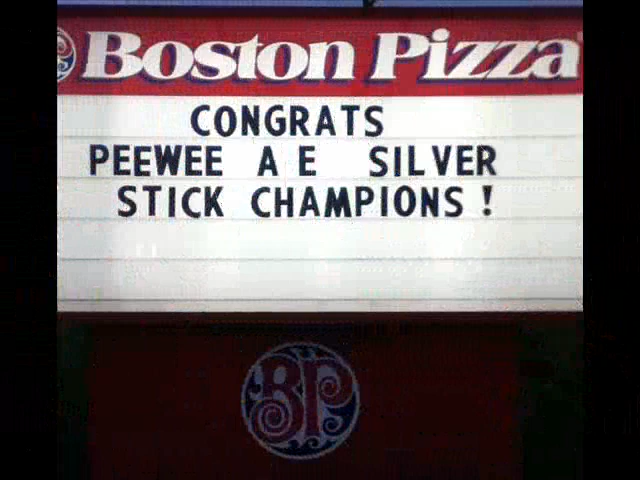 Boston Pizza
CONGRATS
PEEWEE A E SILVER
STICK CHAMPIONS !
BP